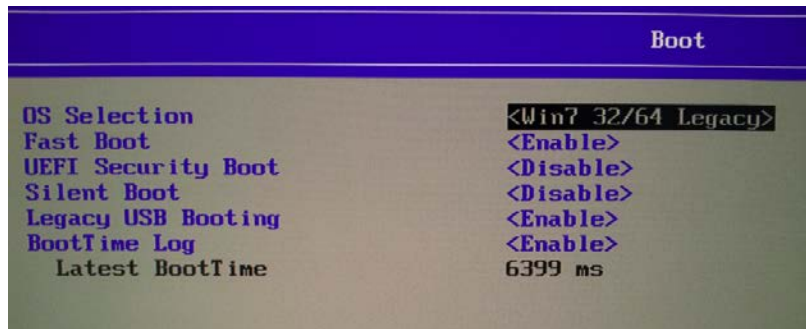 Boot
OS Selection <Win7 32/64 Legacy>
Fast Boot <Enable>
UEFI Security Boot <Disable>
Silent Boot <Disable>
Legacy USB Booting <Enable>
BootTime Log <Enable>
Latest BootTime 6399 ms